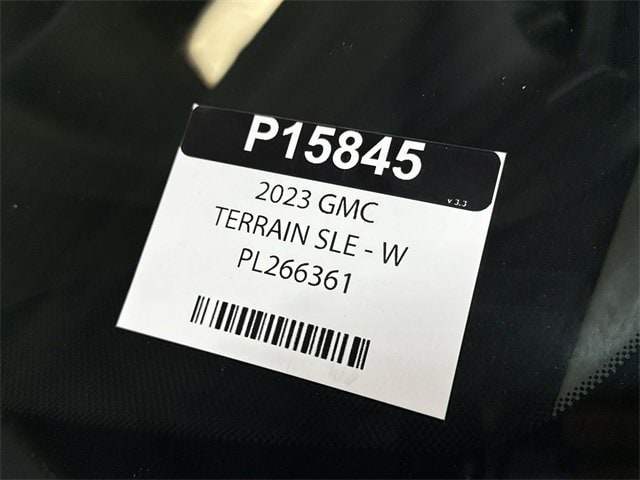 P15845
v 3.3
2023 GMC
TERRAIN SLE - W
PL266361